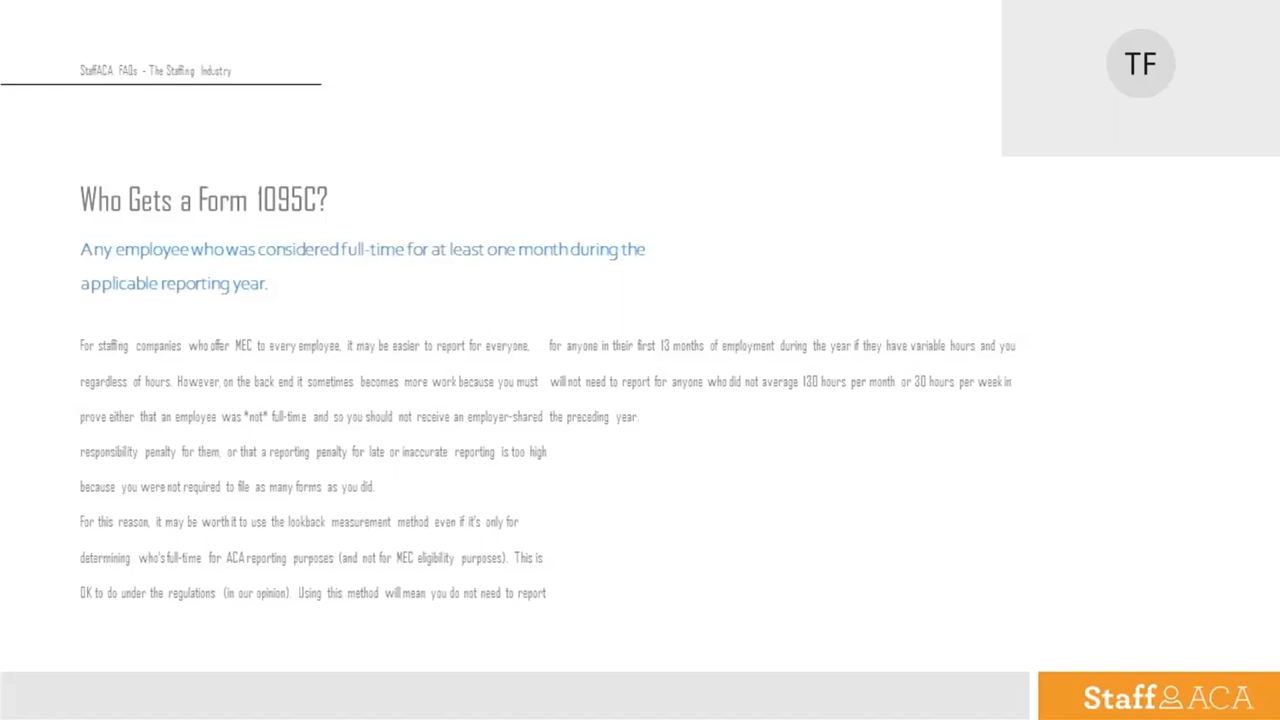 StaffACA FAQs - The Staffing Industry
TF
Who Gets a Form 1095C?
Any employee who was considered full-time for at least one month during the
applicable reporting year.
For staffing companies who offer MEC to every employee, it may be easier to report for everyone,
regardless of hours. However, on the back end it sometimes becomes more work because you must
prove either that an employee was *not* full-time and so you should not receive an employer-shared
responsibility penalty for them, or that a reporting penalty for late or inaccurate reporting is too high
because you were not required to file as many forms as you did.
For this reason, it may be worth it to use the lookback measurement method even if it's only for
determining who's full-time for ACA reporting purposes (and not for MEC eligibility purposes). This is
OK to do under the regulations (in our opinion). Using this method will mean you do not need to report
for anyone in their first 13 months of employment during the year if they have variable hours and you
will not need to report for anyone who did not average 130 hours per month or 30 hours per week in
the preceding year.
Staff ACA